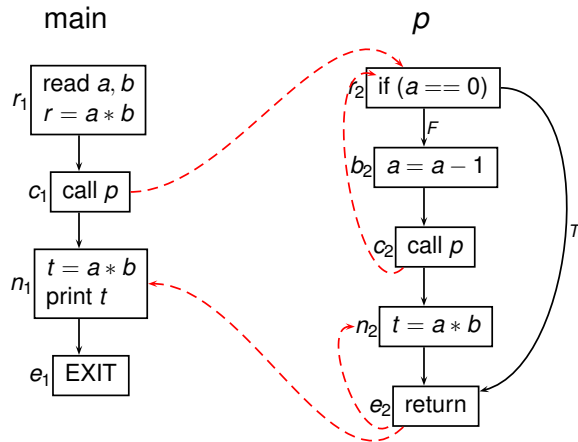 main
r1
read a, b
r = a ∗ b
c1
call p
n1
t = a ∗ b
print t
e1
EXIT
p
r2
if (a == 0)
F
T
b2
a = a − 1
c2
call p
n2
t = a ∗ b
e2
return